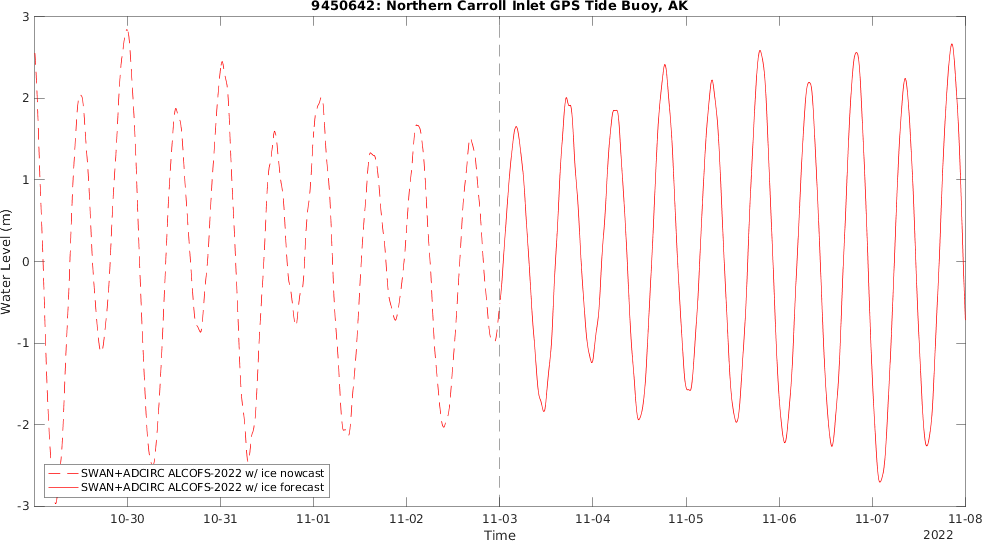 9450642: Northern Carroll Inlet GPS Tide Buoy, AK
Water Level (m)
3
2
1
0
-1
-2
-3
SWAN+ADCIRC ALCOFS-2022 w/ ice nowcast
SWAN+ADCIRC ALCOFS-2022 w/ ice forecast
10-30 10-31 11-01 11-02 11-03 11-04 11-05 11-06 11-07 11-08
Time
2022